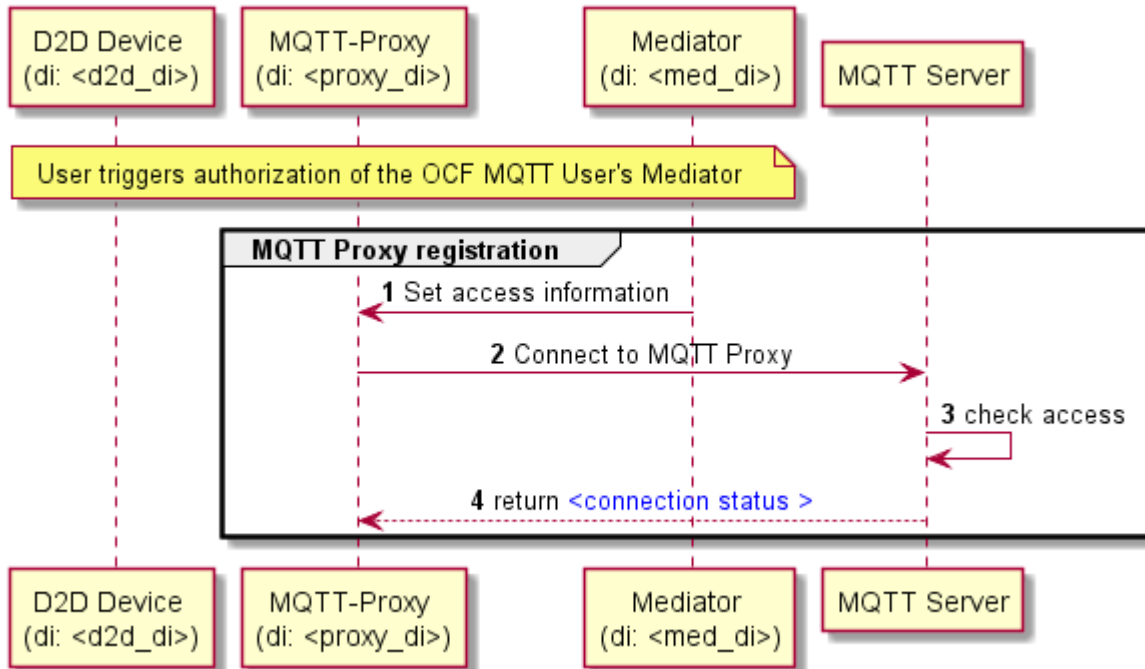 D2D Device
(di: <d2d_di>)
MQTT-Proxy
(di: <proxy_di>)
Mediator
(di: <med_di>)
MQTT Server
User triggers authorization of the OCF MQTT User's Mediator
MQTT Proxy registration
1 Set access information
2 Connect to MQTT Proxy
3 check access
4 return <connection status >
D2D Device
(di: <d2d_di>)
MQTT-Proxy
(di: <proxy_di>)
Mediator
(di: <med_di>)
MQTT Server